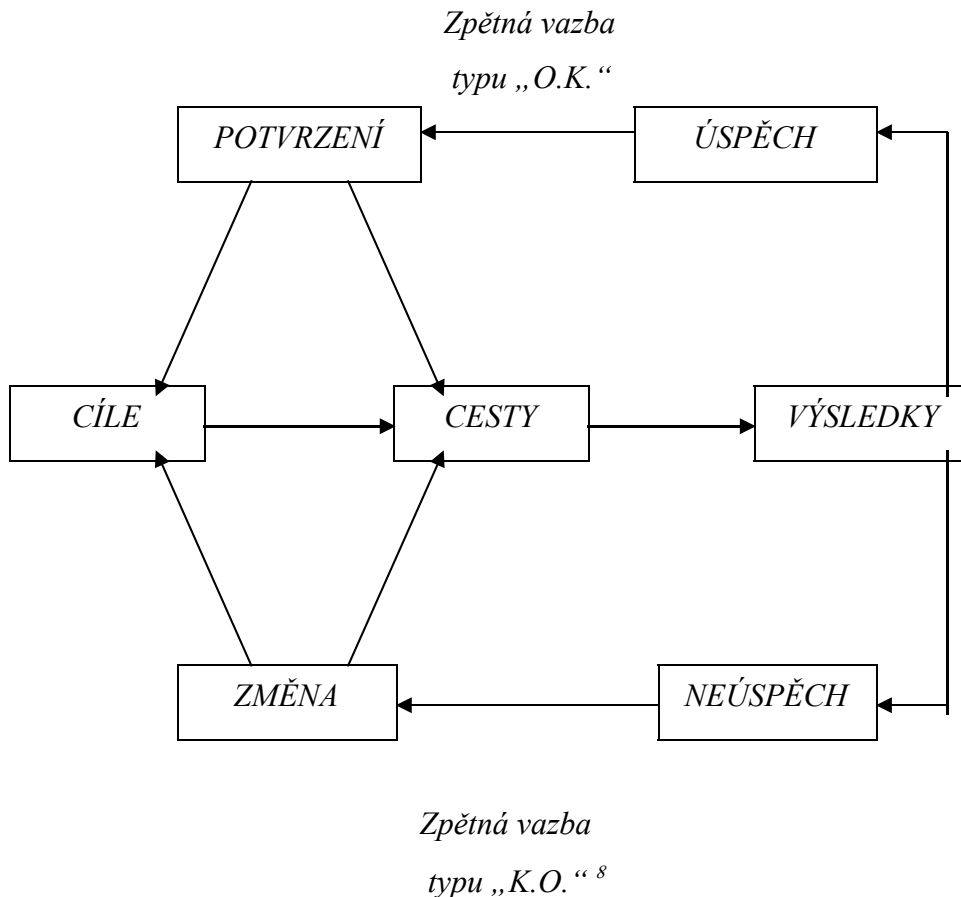 Zpětná vazba
typu „O.K.“
POTVRZENÍ
ÚSPĚCH
CÍLE
CESTY
VÝSLEDKY
ZMĚNA
NEÚSPĚCH
Zpětná vazba
typu „K.O.“ 8